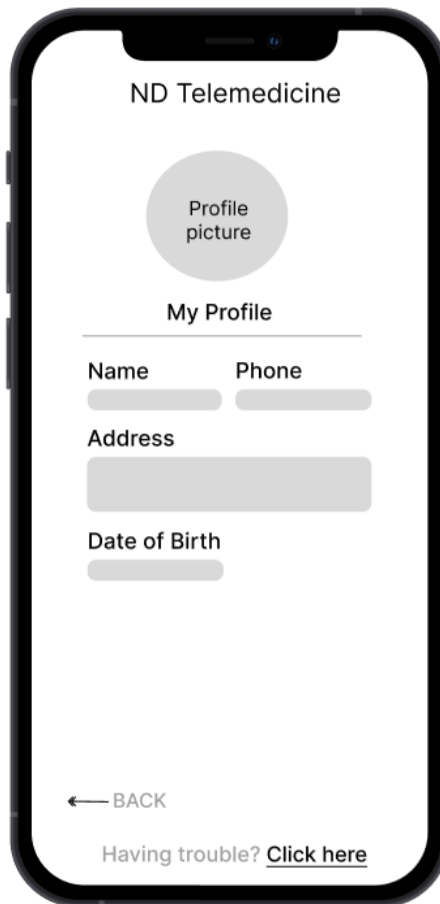 ND Telemedicine
Profile
picture
My Profile
Name Phone
Address
Date of Birth
BACK
Having trouble? Click here